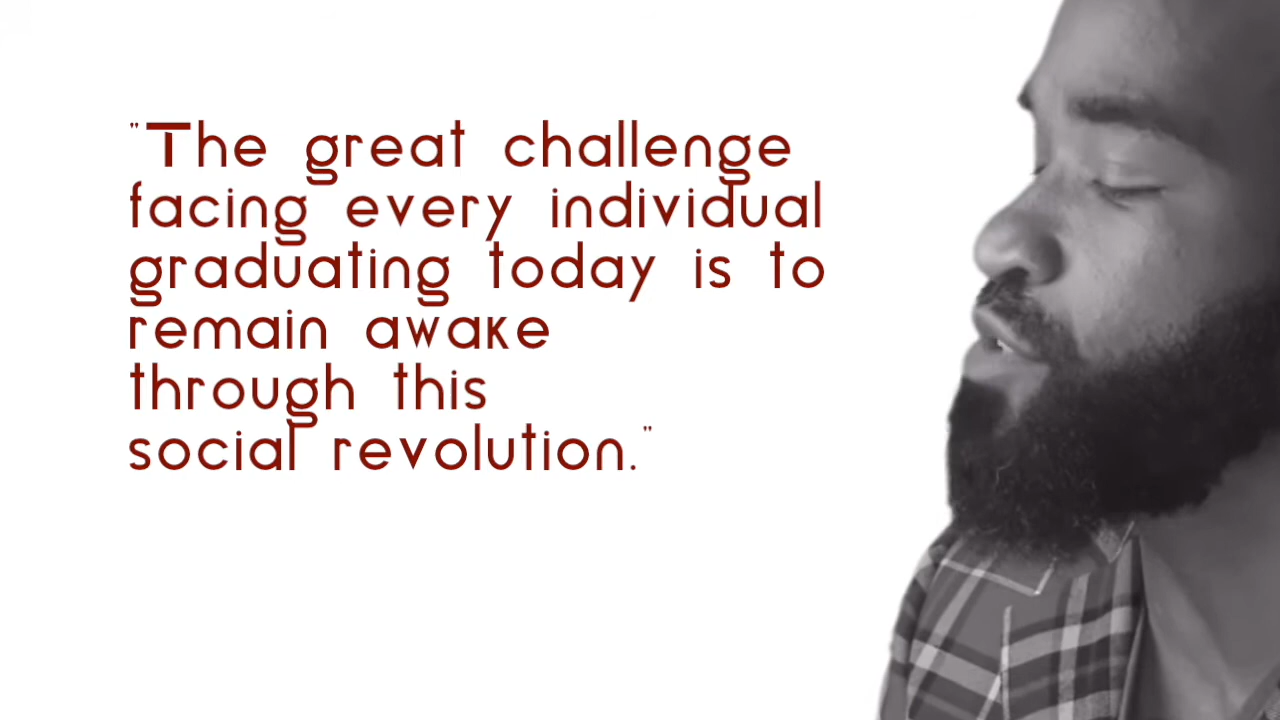 "The great challenge
facing every individual
graduating today is to
remain awake
through this
social revolution."